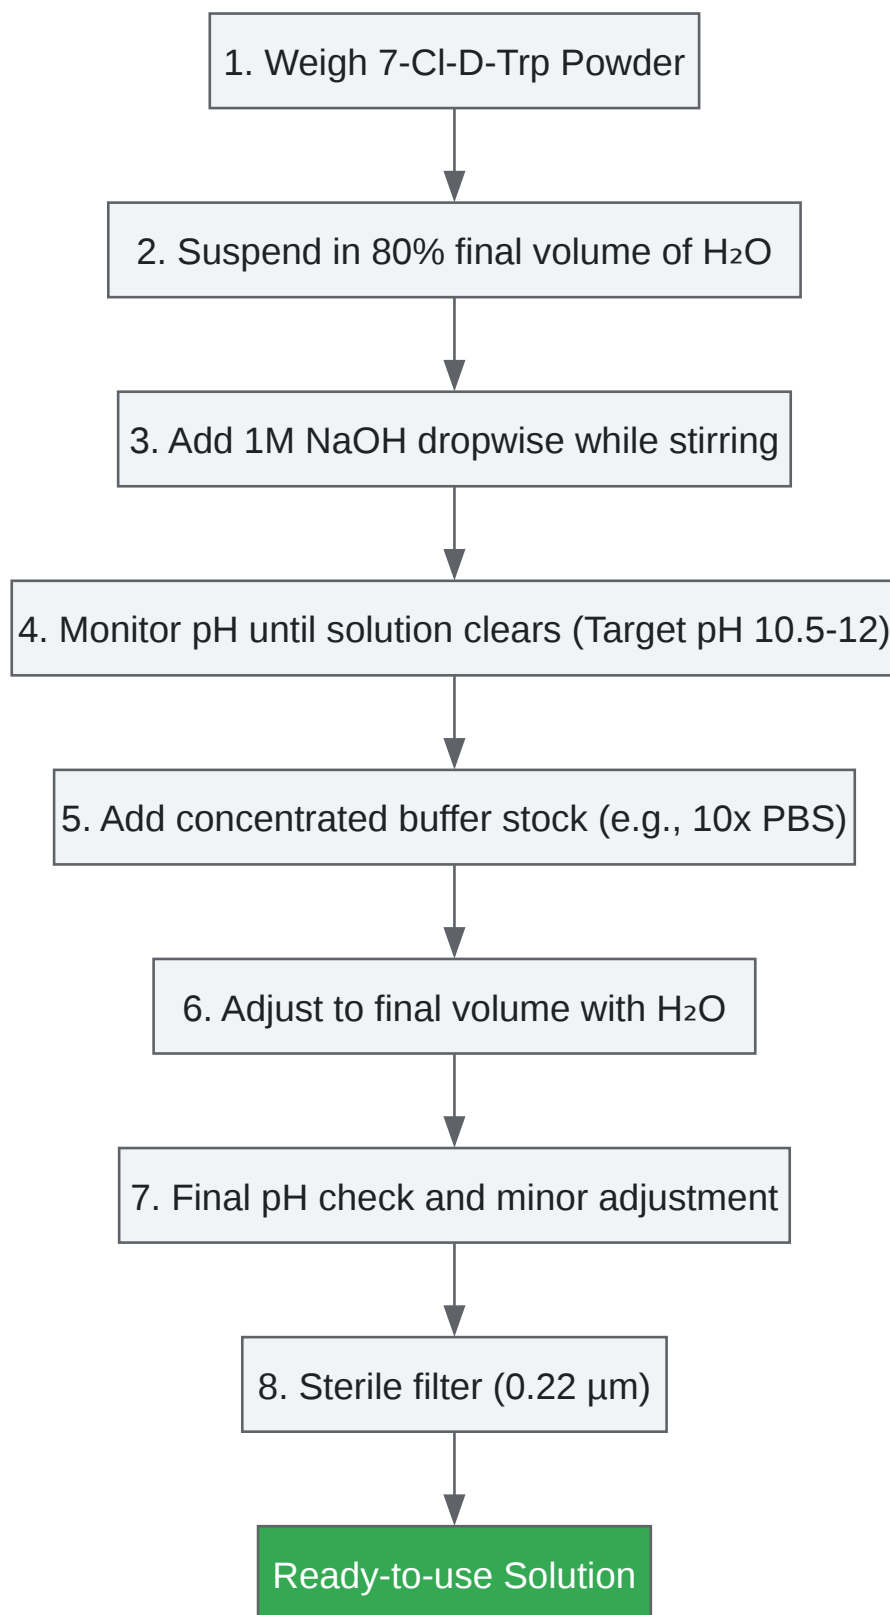 1. Weigh 7-Cl-D-Trp Powder
2. Suspend in 80% final volume of H₂O
3. Add 1M NaOH dropwise while stirring
4. Monitor pH until solution clears (Target pH 10.5-12)
5. Add concentrated buffer stock (e.g., 10x PBS)
6. Adjust to final volume with H₂O
7. Final pH check and minor adjustment
8. Sterile filter (0.22 µm)
Ready-to-use Solution